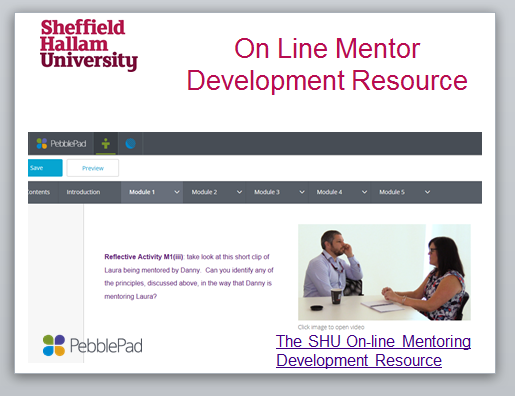 Sheffield
Hallam
University
On Line Mentor
Development Resource
PebblePad
Save
Preview
ontents
Introduction
Module 1
Module 2
Module 3
Module 4
Module 5
Reflective Activity M1(iii): take look at this short clip of
Laura being mentored by Danny. Can you identify any of
the principles, discussed above, in the way that Danny is
mentoring Laura?
Click image to open video
PebblePad
The SHU On-line Mentoring
Development Resource